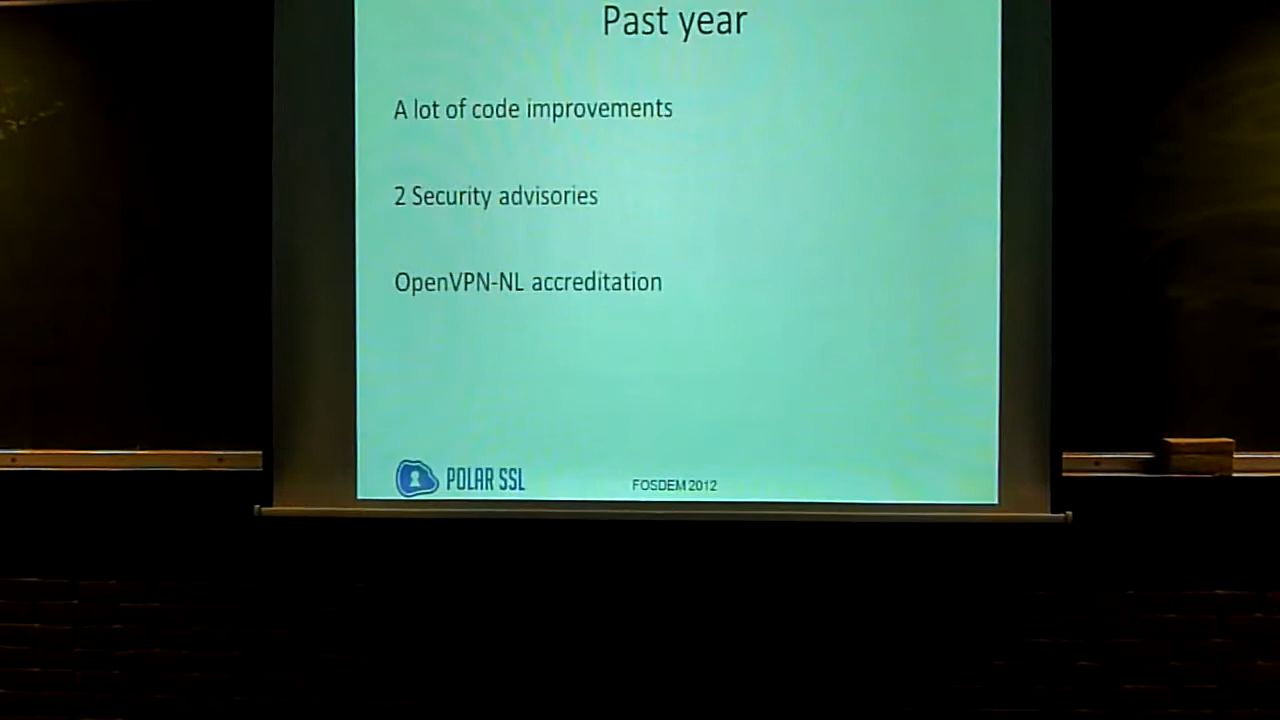 Past year
A lot of code improvements
2 Security advisories
OpenVPN-NL accreditation
POLAR SSL
FOSDEM 2012